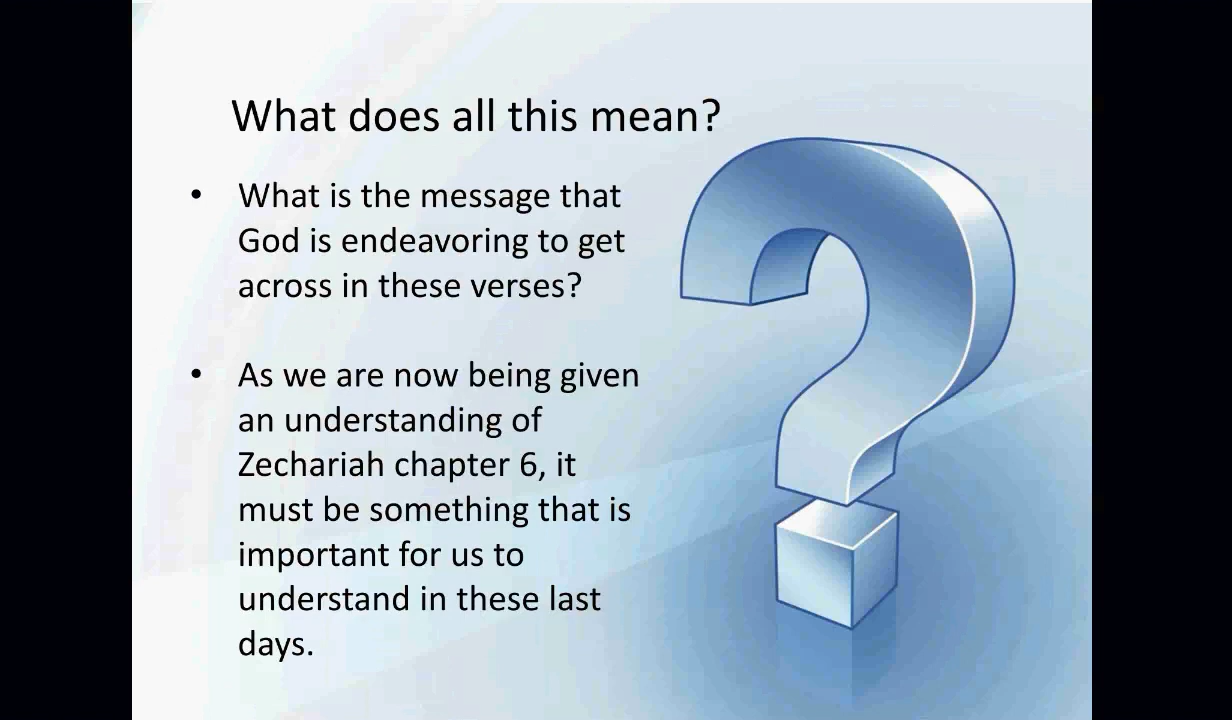 What does all this mean?
• What is the message that
God is endeavoring to get
across in these verses?
• As we are now being given
an understanding of
Zechariah chapter 6, it
must be something that is
important for us to
understand in these last
days.
?